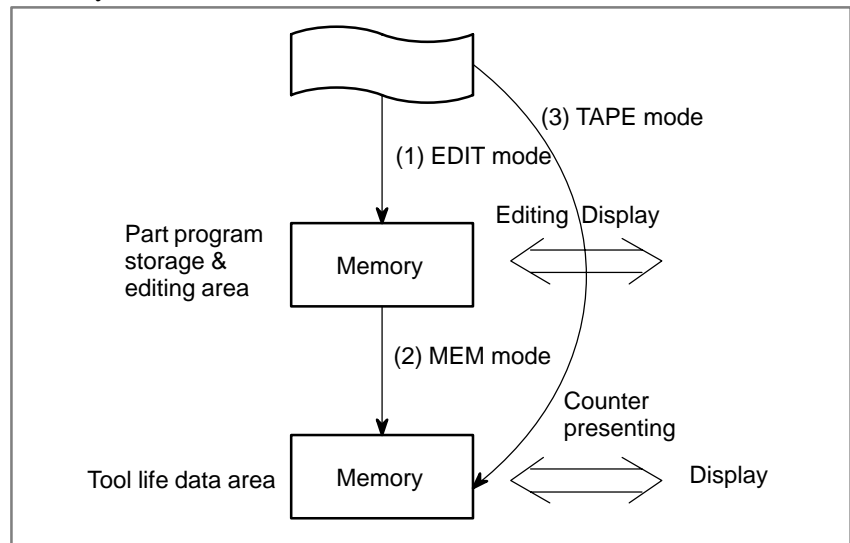 (3) TAPE mode
(1) EDIT mode
Editing Display
Part program
storage &
editing area
Memory
(2) MEM mode
Counter
presenting
Tool life data area
Memory
Display